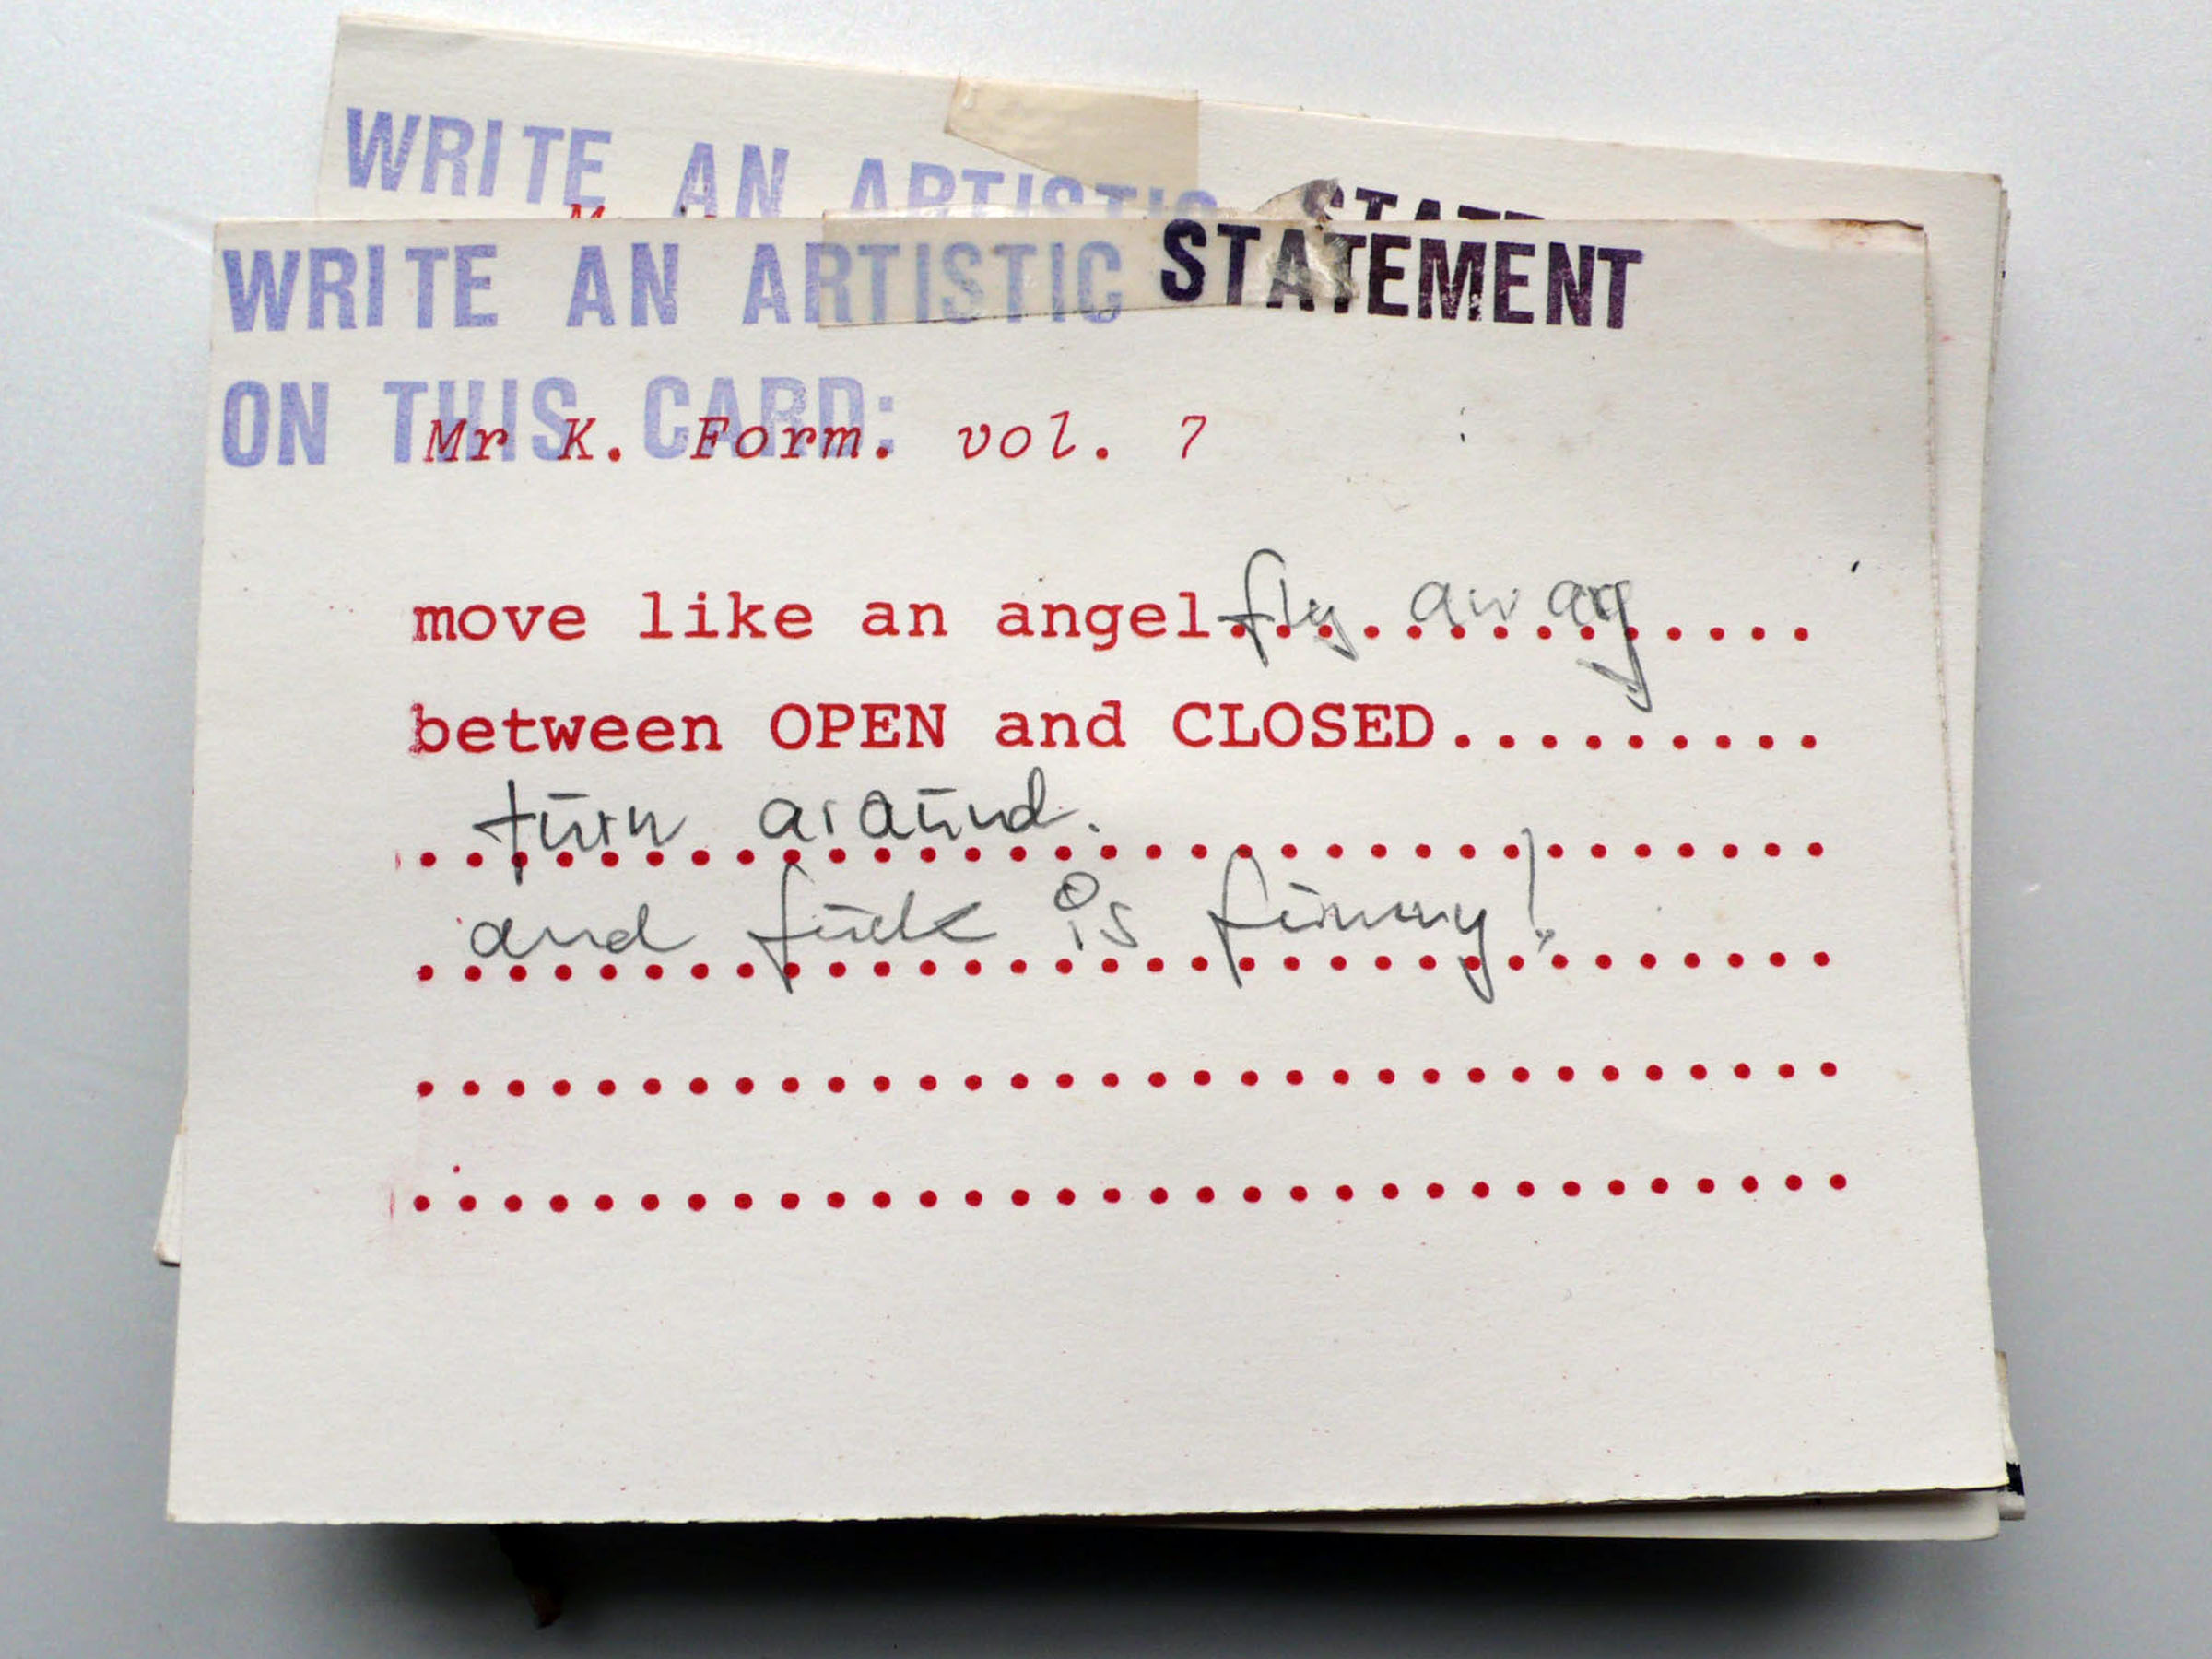 WRITE AN ARTISTIC STATE
WRITE AN ARTISTIC STATEMENT
ON THIS CARD:
Mr K. Form. vol. 7
move like an angel. fly away ............
between OPEN and CLOSED.........
turn around.
and fuck is funny!